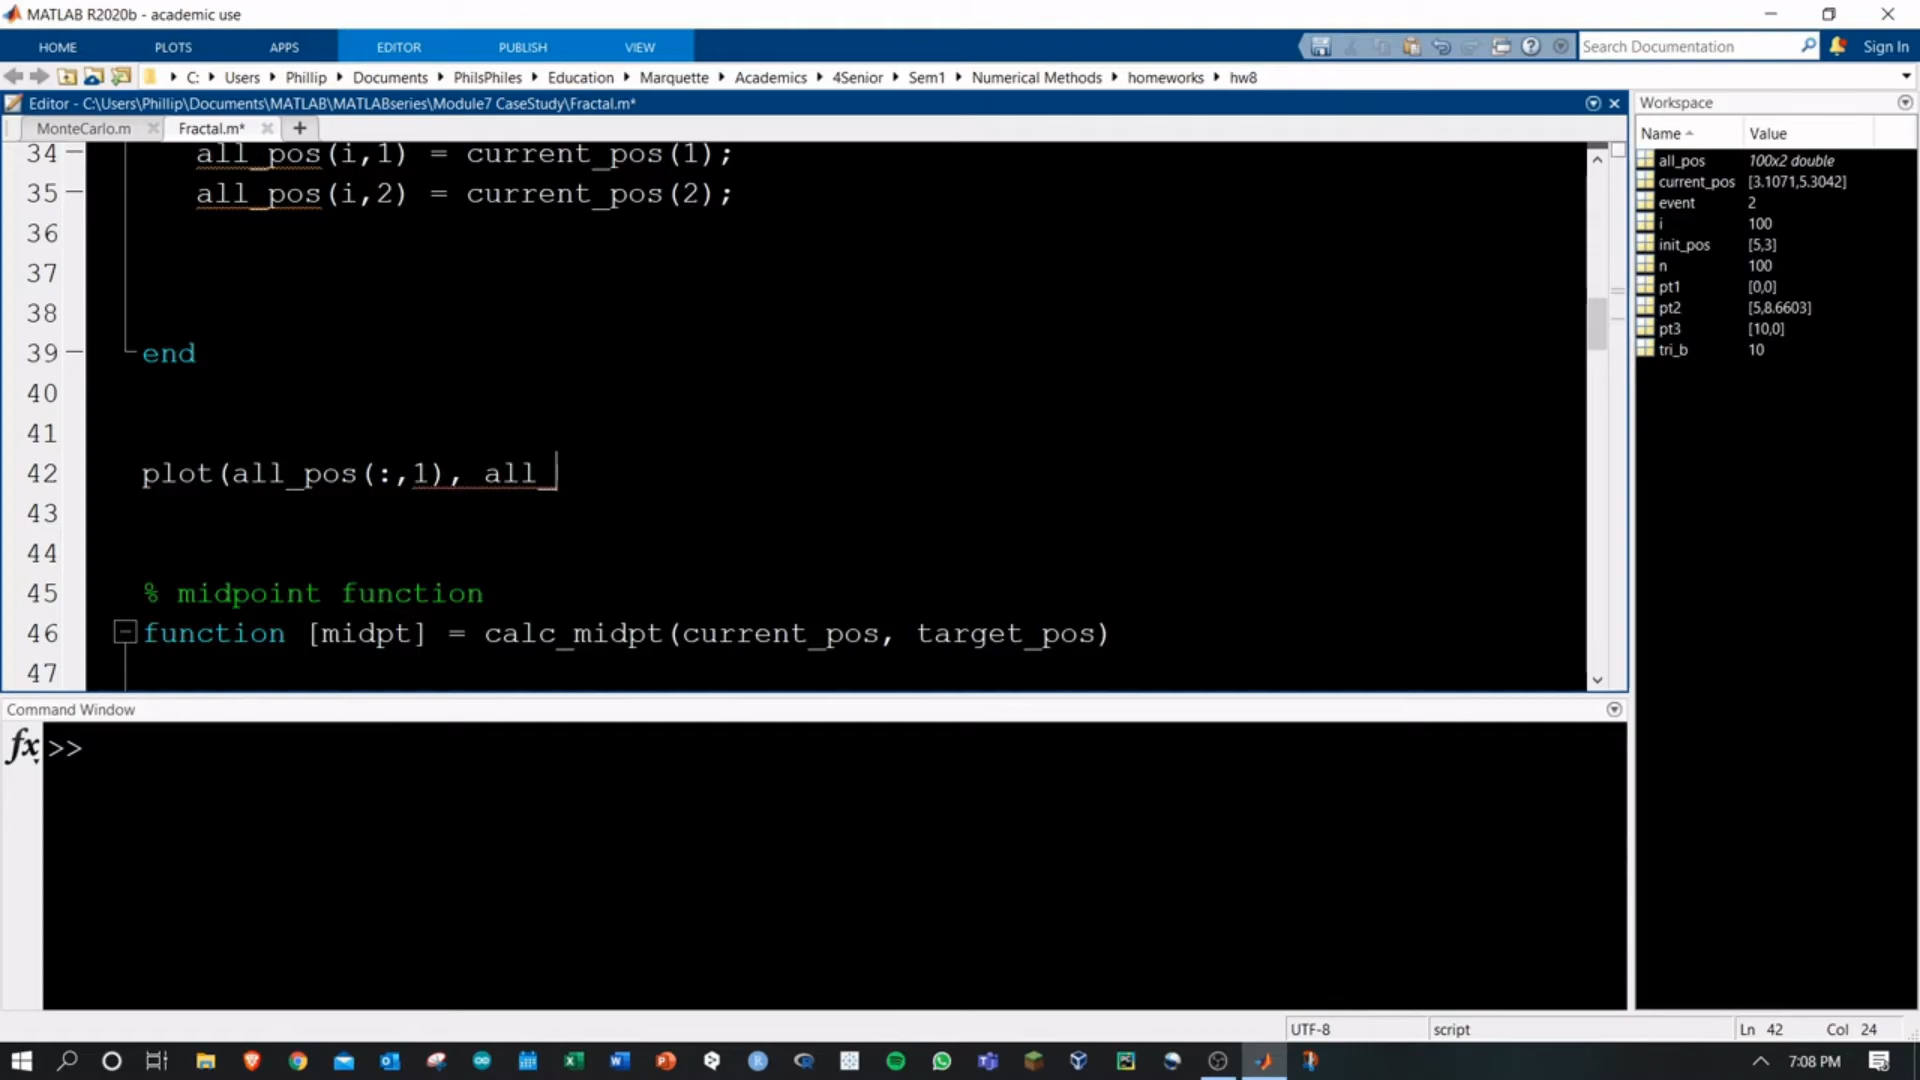 MATLAB R2020b - academic use
HOME PLOTS APPS EDITOR PUBLISH VIEW Search Documentation Sign In
C: Users Phillip Documents PhilsPhiles Education Marquette Academics 4Senior Sem1 Numerical Methods homeworks hw8
Editor - C:\Users\Phillip\Documents\MATLAB\MATLABseries\Module7 CaseStudy\Fractal.m*
MonteCarlo.m Fractal.m* +
34 all_pos(i,1) = current_pos(1);
35 all_pos(i,2) = current_pos(2);
36
37
38
39 end
40
41
42 plot(all_pos(:,1), all_
43
44
45 % midpoint function
46 function [midpt] = calc_midpt(current_pos, target_pos)
47
Workspace
Name Value
all_pos 100x2 double
current_pos [3.1071,5.3042]
event 2
i 100
init_pos [5,3]
n 100
pt1 [0,0]
pt2 [5,8.6603]
pt3 [10,0]
tri_b 10
Command Window
fx >>
UTF-8 script Ln 42 Col 24
7:08 PM